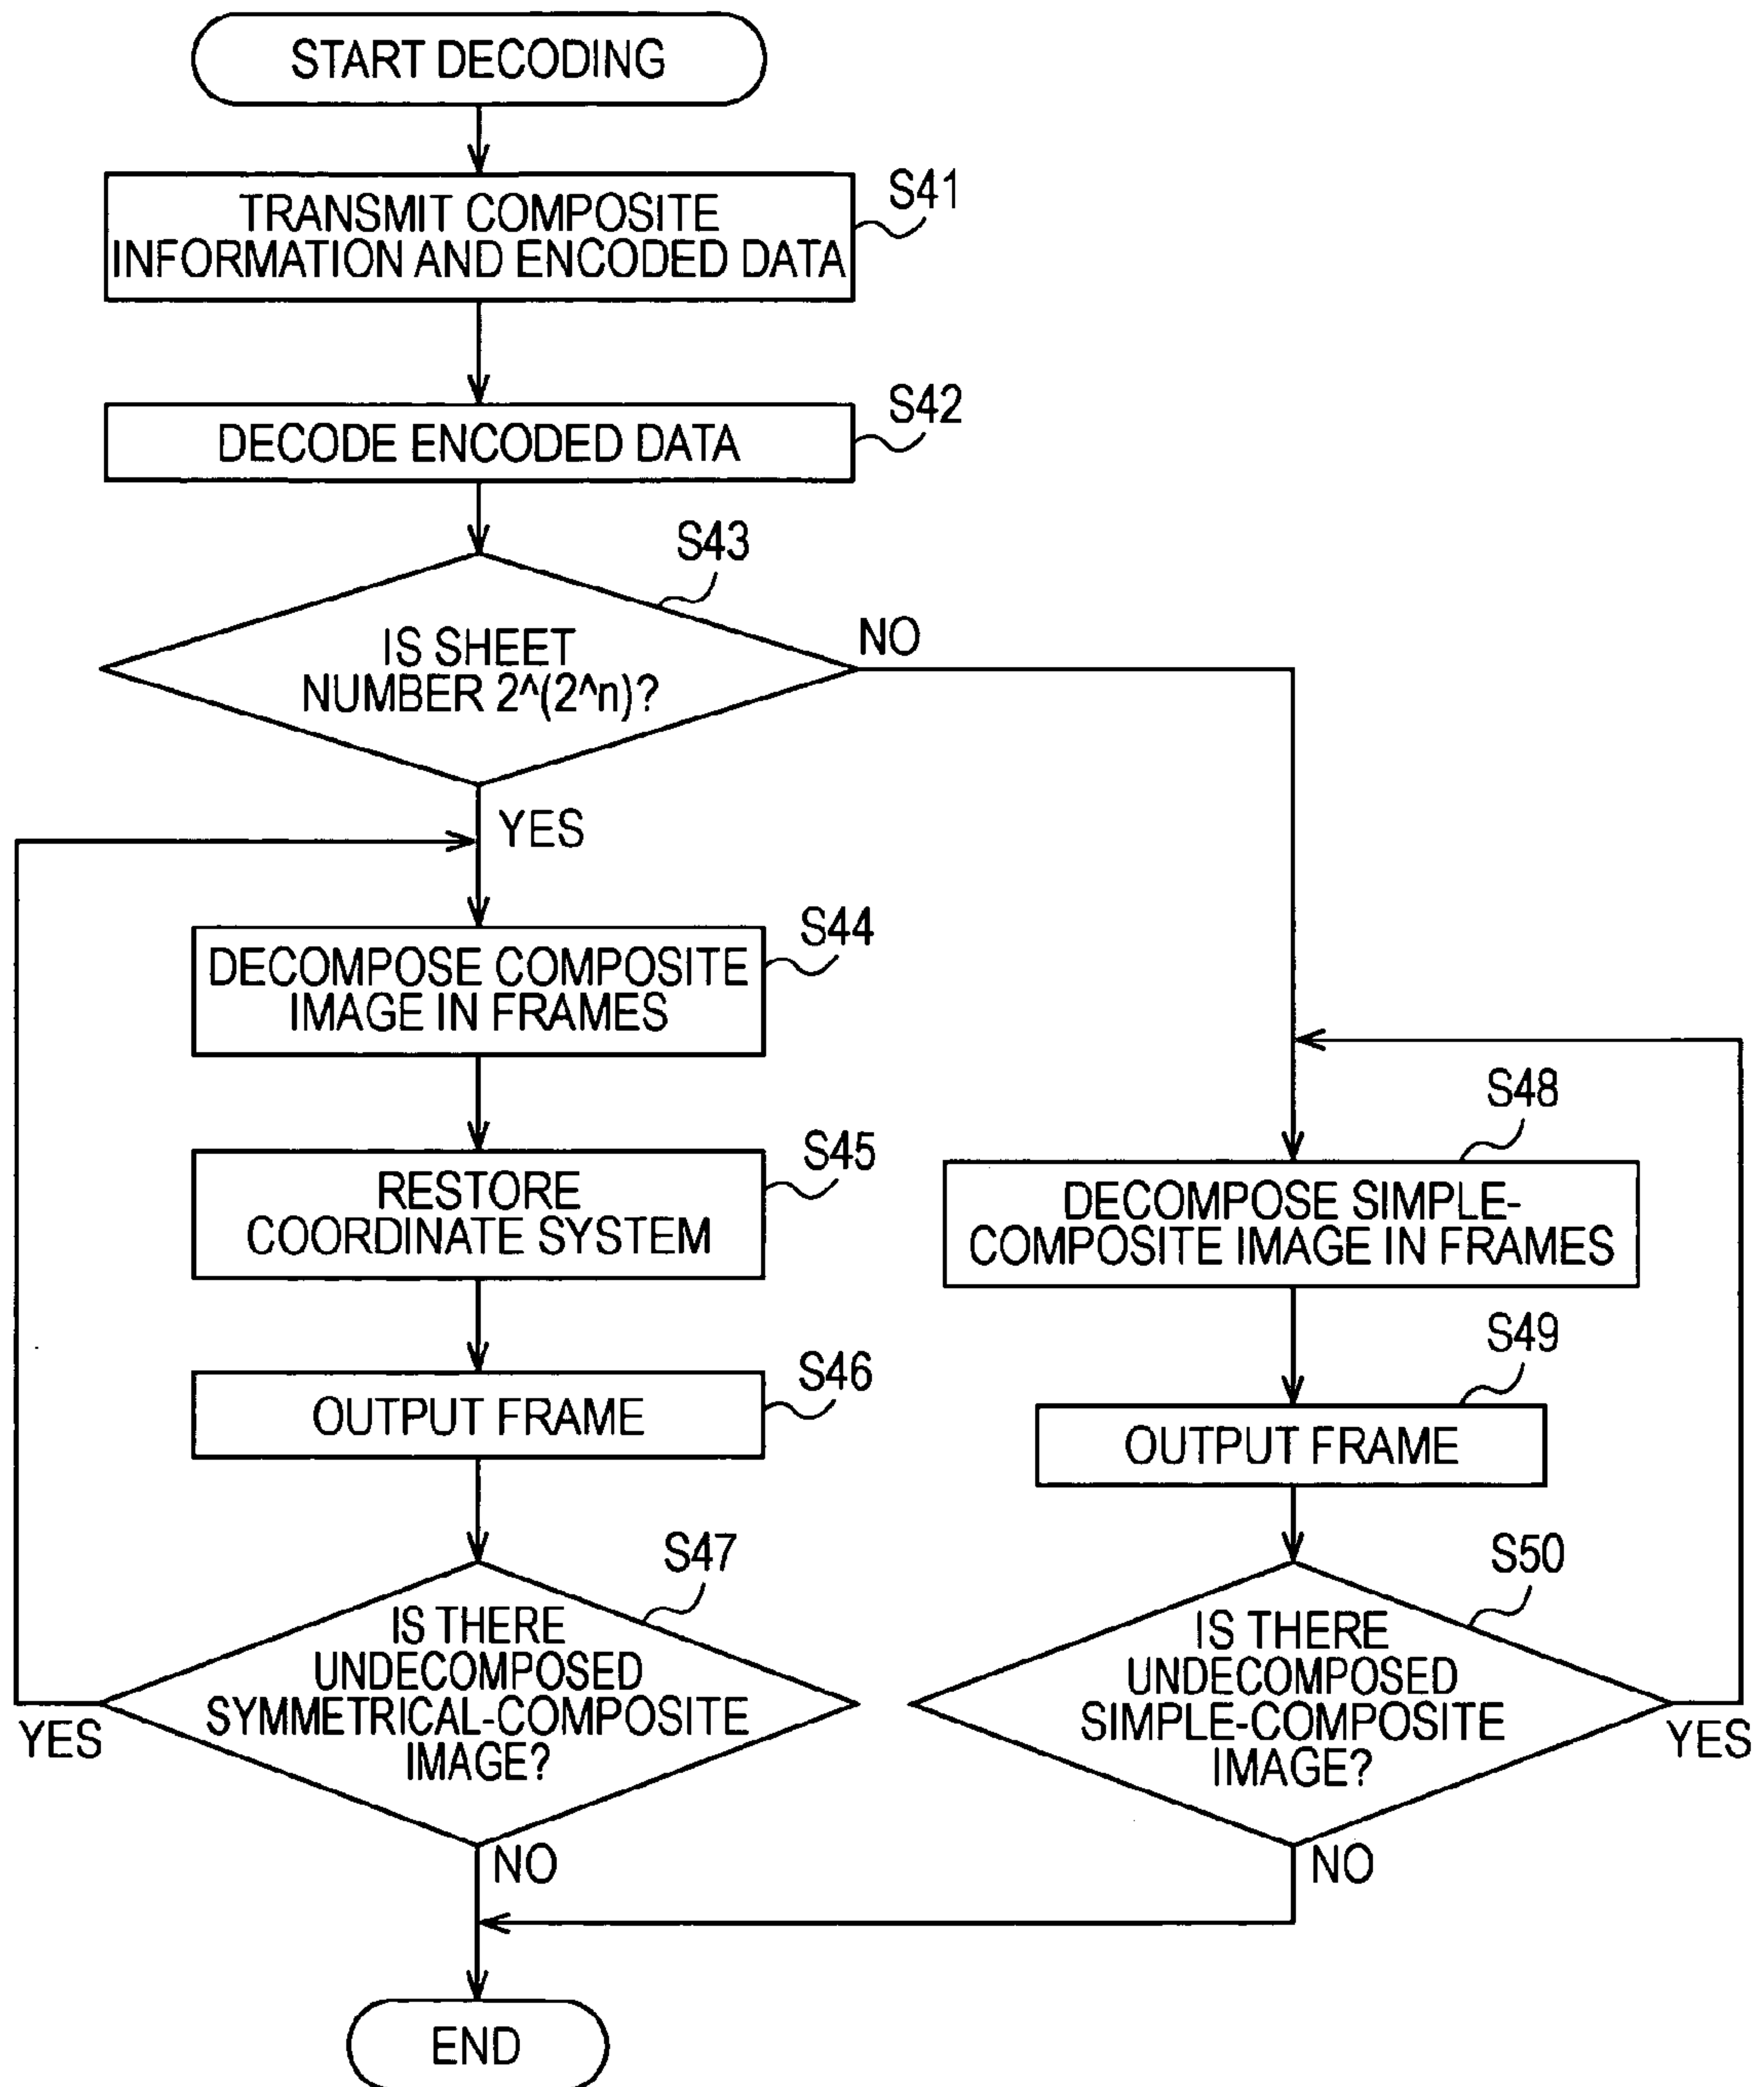 START DECODING
S41
TRANSMIT COMPOSITE
INFORMATION AND ENCODED DATA
S42
DECODE ENCODED DATA
S43
IS SHEET
NUMBER 2^(2^n)?
NO
YES
S44
DECOMPOSE COMPOSITE
IMAGE IN FRAMES
S45
RESTORE
COORDINATE SYSTEM
S46
OUTPUT FRAME
S47
IS THERE
UNDECOMPOSED
SYMMETRICAL-COMPOSITE
IMAGE?
YES
NO
S48
DECOMPOSE SIMPLE-
COMPOSITE IMAGE IN FRAMES
S49
OUTPUT FRAME
S50
IS THERE
UNDECOMPOSED
SIMPLE-COMPOSITE
IMAGE?
YES
NO
END